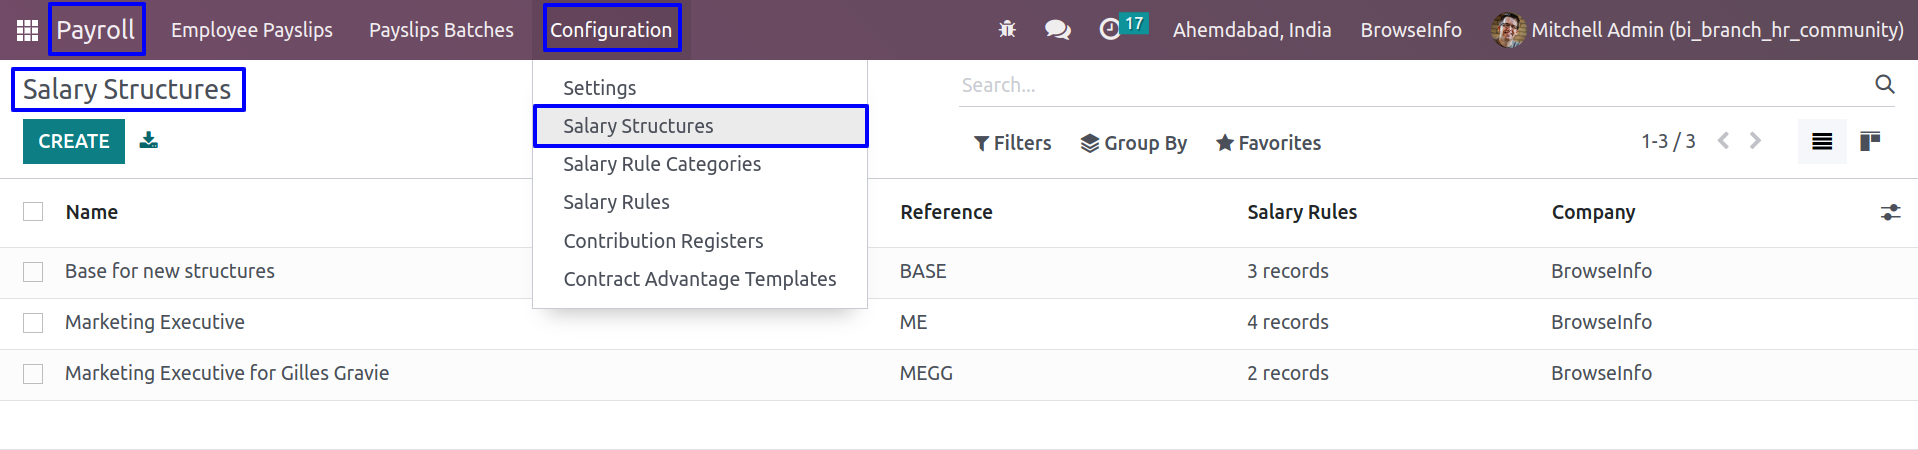 Payroll Employee Payslips Payslips Batches Configuration 17 Ahemdabad, India BrowseInfo Mitchell Admin (bi_branch_hr_community)
Salary Structures
Search...
CREATE
Filters Group By Favorites 1-3 / 3
Settings
Salary Structures
Salary Rule Categories
Salary Rules
Contribution Registers
Contract Advantage Templates
Name Reference Salary Rules Company
Base for new structures BASE 3 records BrowseInfo
Marketing Executive ME 4 records BrowseInfo
Marketing Executive for Gilles Gravie MEGG 2 records BrowseInfo